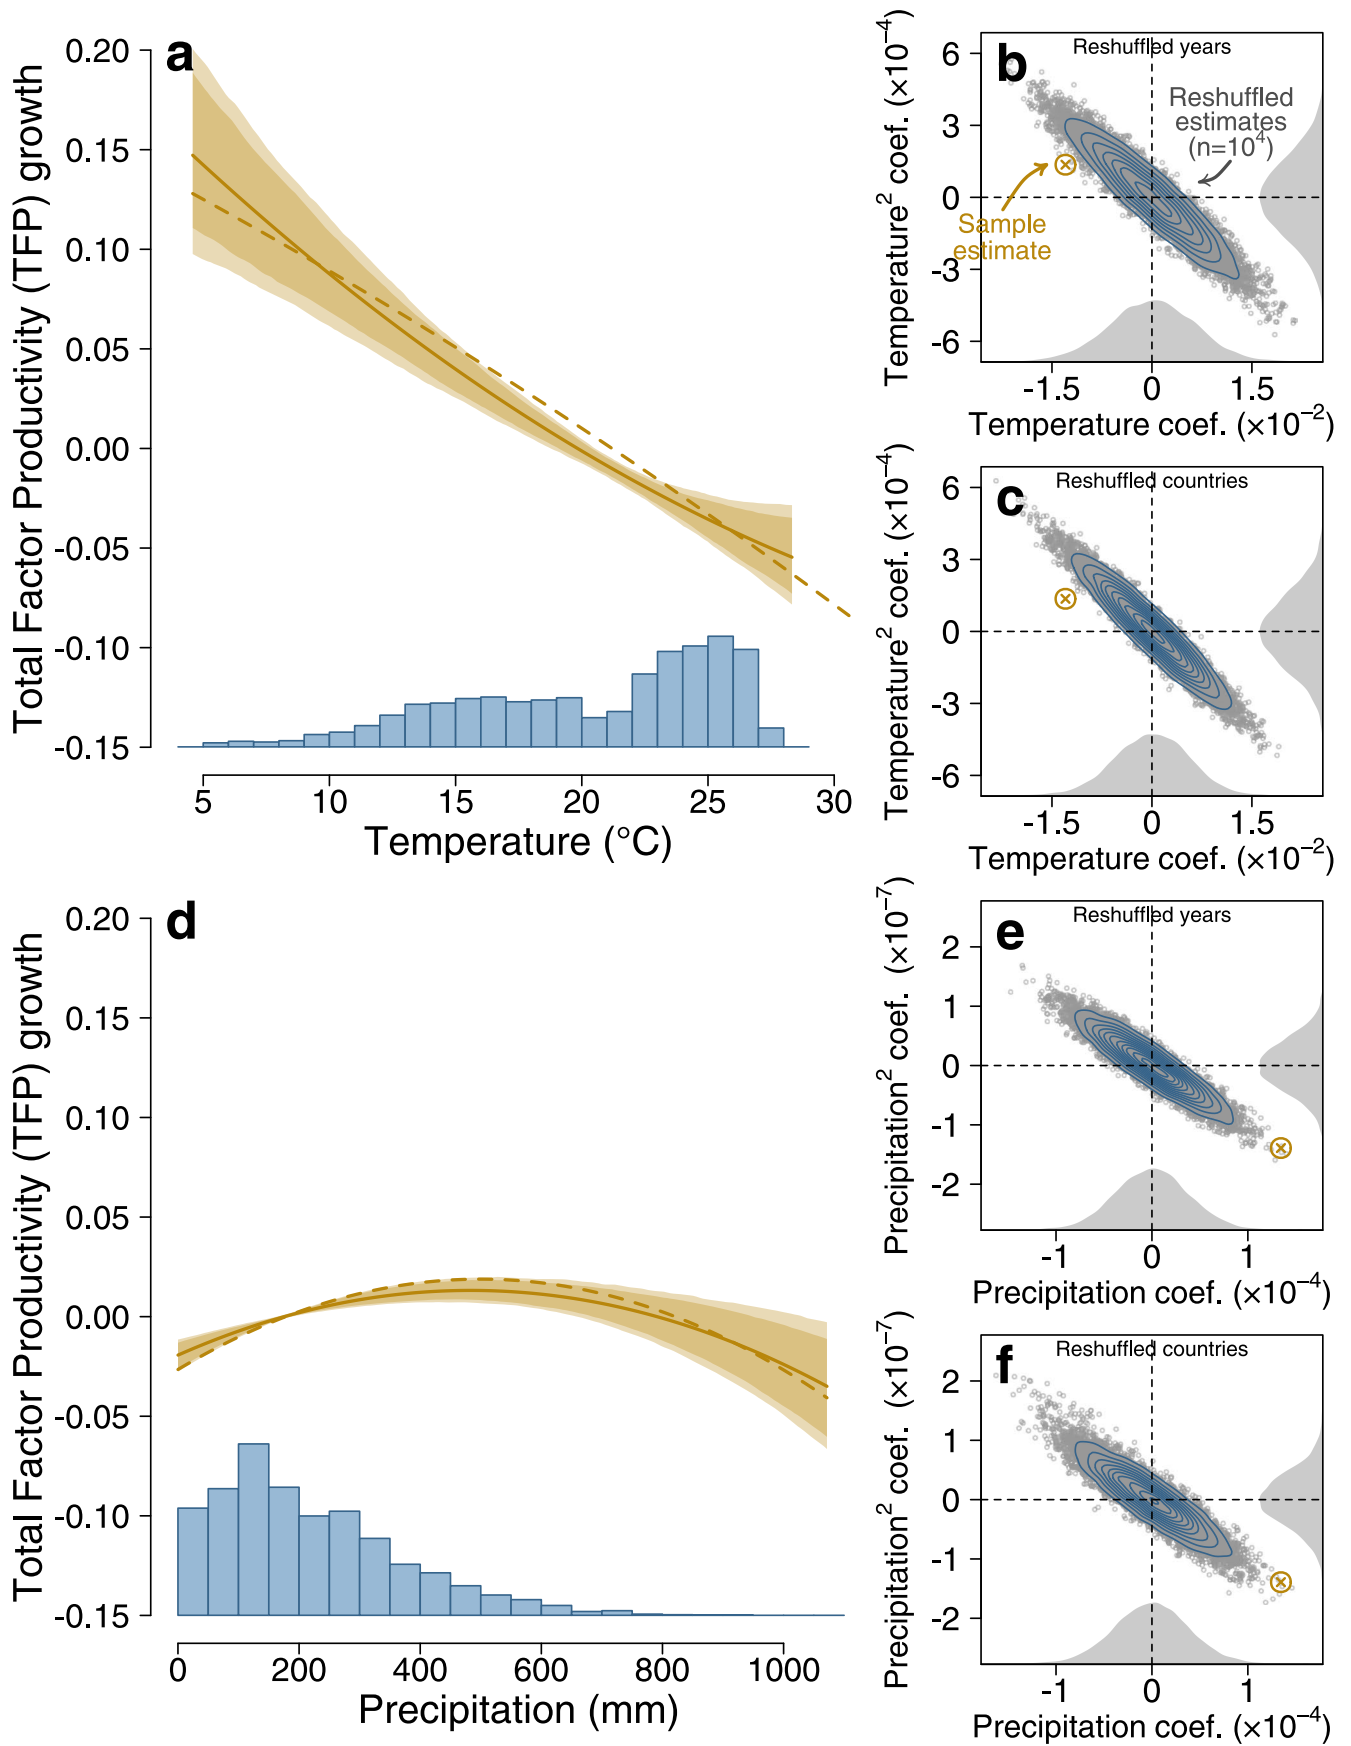 a
Total Factor Productivity (TFP) growth
0.20
0.15
0.10
0.05
0.00
-0.05
-0.10
-0.15
5 10 15 20 25 30
Temperature (°C)
b
Reshuffled years
Reshuffled
estimates
(n=10⁴)
Sample
estimate
Temperature² coef. (×10⁻⁴)
6
3
0
-3
-6
-1.5 0 1.5
Temperature coef. (×10⁻²)
c
Reshuffled countries
Temperature² coef. (×10⁻⁴)
6
3
0
-3
-6
-1.5 0 1.5
Temperature coef. (×10⁻²)
d
Total Factor Productivity (TFP) growth
0.20
0.15
0.10
0.05
0.00
-0.05
-0.10
-0.15
0 200 400 600 800 1000
Precipitation (mm)
e
Reshuffled years
Precipitation² coef. (×10⁻⁷)
2
1
0
-1
-2
-1 0 1
Precipitation coef. (×10⁻⁴)
f
Reshuffled countries
Precipitation² coef. (×10⁻⁷)
2
1
0
-1
-2
-1 0 1
Precipitation coef. (×10⁻⁴)